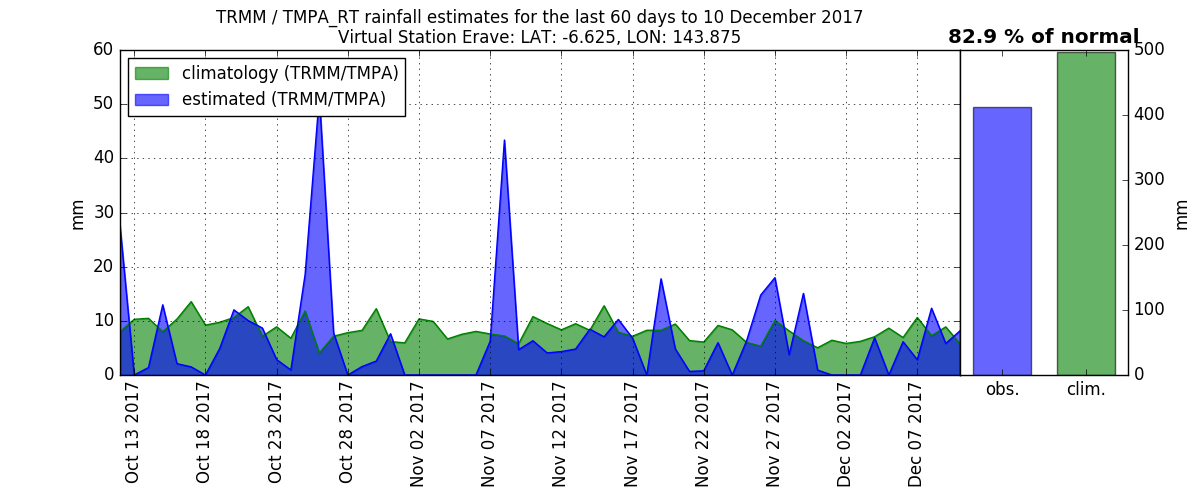 TRMM / TMPA_RT rainfall estimates for the last 60 days to 10 December 2017
Virtual Station Erave: LAT: -6.625, LON: 143.875
82.9 % of normal
climatology (TRMM/TMPA)
estimated (TRMM/TMPA)
60
50
40
30
20
10
0
mm
Oct 13 2017
Oct 18 2017
Oct 23 2017
Oct 28 2017
Nov 02 2017
Nov 07 2017
Nov 12 2017
Nov 17 2017
Nov 22 2017
Nov 27 2017
Dec 02 2017
Dec 07 2017
obs.
clim.
500
400
300
200
100
0
mm